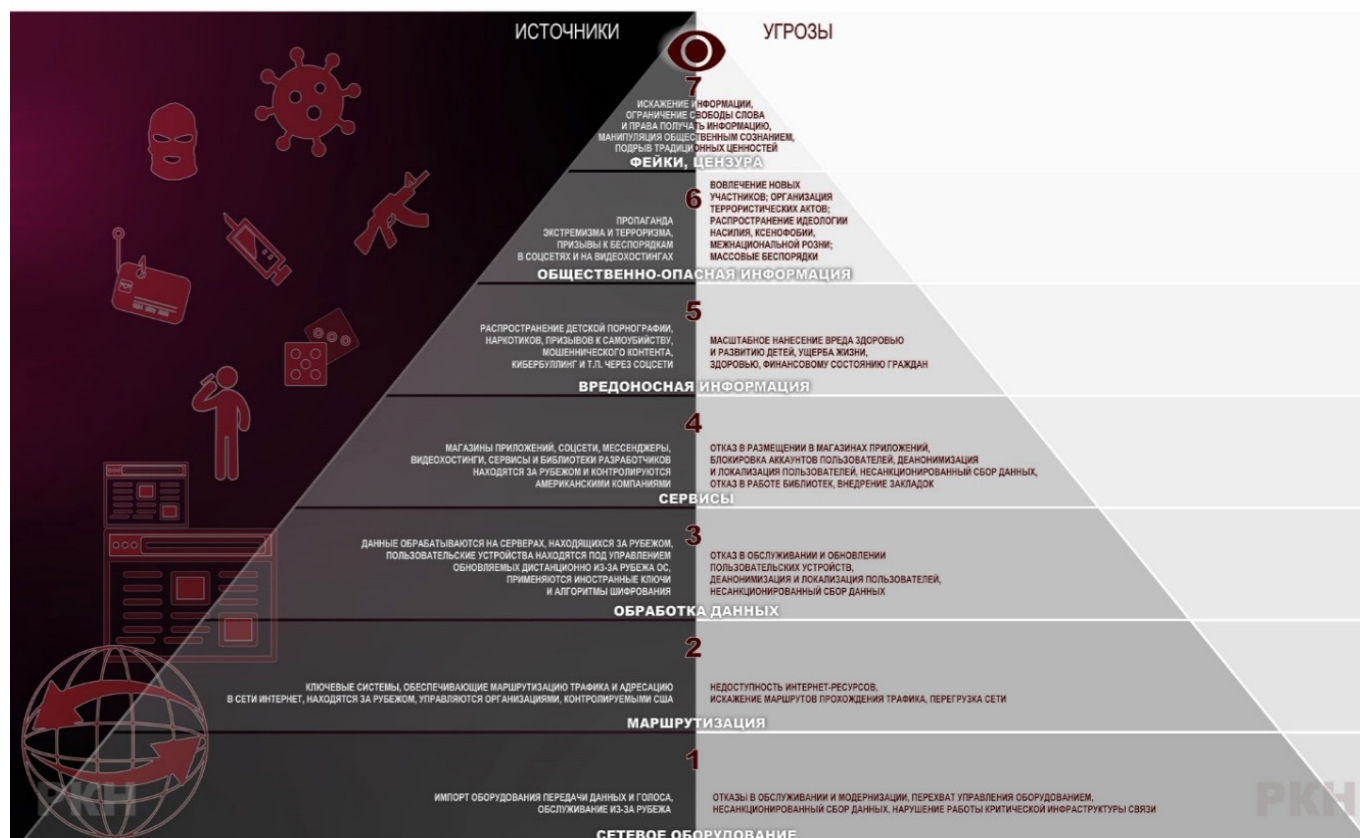 ИСТОЧНИКИ
УГРОЗЫ
7
ИСКАЖЕНИЕ ИНФОРМАЦИИ,
ОГРАНИЧЕНИЕ СВОБОДЫ СЛОВА
И ПРАВА ПОЛУЧАТЬ ИНФОРМАЦИЮ,
МАНИПУЛЯЦИЯ ОБЩЕСТВЕННЫМ СОЗНАНИЕМ,
ПОДРЫВ ТРАДИЦИОННЫХ ЦЕННОСТЕЙ
ФЕЙКИ, ЦЕНЗУРА
6
ПРОПАГАНДА
ЭКСТРЕМИЗМА И ТЕРРОРИЗМА,
ПРИЗЫВЫ К БЕСПОРЯДКАМ
В СОЦСЕТЯХ И НА ВИДЕОХОСТИНГАХ
ВОВЛЕЧЕНИЕ НОВЫХ
УЧАСТНИКОВ; ОРГАНИЗАЦИЯ
ТЕРРОРИСТИЧЕСКИХ АКТОВ;
РАСПРОСТРАНЕНИЕ ИДЕОЛОГИИ
НАСИЛИЯ, КСЕНОФОБИИ,
МЕЖНАЦИОНАЛЬНОЙ РОЗНИ;
МАССОВЫЕ БЕСПОРЯДКИ
ОБЩЕСТВЕННО-ОПАСНАЯ ИНФОРМАЦИЯ
5
РАСПРОСТРАНЕНИЕ ДЕТСКОЙ ПОРНОГРАФИИ,
НАРКОТИКОВ, ПРИЗЫВОВ К САМОУБИЙСТВУ,
МОШЕННИЧЕСКОГО КОНТЕНТА,
КИБЕРБУЛЛИНГ И Т.П. ЧЕРЕЗ СОЦСЕТИ
МАСШТАБНОЕ НАНЕСЕНИЕ ВРЕДА ЗДОРОВЬЮ
И РАЗВИТИЮ ДЕТЕЙ, УЩЕРБА ЖИЗНИ,
ЗДОРОВЬЮ, ФИНАНСОВОМУ СОСТОЯНИЮ ГРАЖДАН
ВРЕДОНОСНАЯ ИНФОРМАЦИЯ
4
МАГАЗИНЫ ПРИЛОЖЕНИЙ, СОЦСЕТИ, МЕССЕНДЖЕРЫ,
ВИДЕОХОСТИНГИ, СЕРВИСЫ И БИБЛИОТЕКИ РАЗРАБОТЧИКОВ
НАХОДЯТСЯ ЗА РУБЕЖОМ И КОНТРОЛИРУЮТСЯ
АМЕРИКАНСКИМИ КОМПАНИЯМИ
ОТКАЗ В РАЗМЕЩЕНИИ В МАГАЗИНАХ ПРИЛОЖЕНИЙ,
БЛОКИРОВКА АККАУНТОВ ПОЛЬЗОВАТЕЛЕЙ, ДЕАНОНИМИЗАЦИЯ
И ЛОКАЛИЗАЦИЯ ПОЛЬЗОВАТЕЛЕЙ, НЕСАНКЦИОНИРОВАННЫЙ СБОР ДАННЫХ,
ОТКАЗ В РАБОТЕ БИБЛИОТЕК, ВНЕДРЕНИЕ ЗАКЛАДОК
СЕРВИСЫ
3
ДАННЫЕ ОБРАБАТЫВАЮТСЯ НА СЕРВЕРАХ, НАХОДЯЩИХСЯ ЗА РУБЕЖОМ,
ПОЛЬЗОВАТЕЛЬСКИЕ УСТРОЙСТВА НАХОДЯТСЯ ПОД УПРАВЛЕНИЕМ
ОБНОВЛЯЕМЫХ ДИСТАНЦИОННО ИЗ-ЗА РУБЕЖА ОС,
ПРИМЕНЯЮТСЯ ИНОСТРАННЫЕ КЛЮЧИ
И АЛГОРИТМЫ ШИФРОВАНИЯ
ОТКАЗ В ОБСЛУЖИВАНИИ И ОБНОВЛЕНИИ
ПОЛЬЗОВАТЕЛЬСКИХ УСТРОЙСТВ,
ДЕАНОНИМИЗАЦИЯ И ЛОКАЛИЗАЦИЯ ПОЛЬЗОВАТЕЛЕЙ,
НЕСАНКЦИОНИРОВАННЫЙ СБОР ДАННЫХ
ОБРАБОТКА ДАННЫХ
2
КЛЮЧЕВЫЕ СИСТЕМЫ, ОБЕСПЕЧИВАЮЩИЕ МАРШРУТИЗАЦИЮ ТРАФИКА И АДРЕСАЦИЮ
В СЕТИ ИНТЕРНЕТ, НАХОДЯТСЯ ЗА РУБЕЖОМ, УПРАВЛЯЮТСЯ ОРГАНИЗАЦИЯМИ, КОНТРОЛИРУЕМЫМИ США
НЕДОСТУПНОСТЬ ИНТЕРНЕТ-РЕСУРСОВ,
ИСКАЖЕНИЕ МАРШРУТОВ ПРОХОЖДЕНИЯ ТРАФИКА, ПЕРЕГРУЗКА СЕТИ
МАРШРУТИЗАЦИЯ
1
ИМПОРТ ОБОРУДОВАНИЯ ПЕРЕДАЧИ ДАННЫХ И ГОЛОСА,
ОБСЛУЖИВАНИЕ ИЗ-ЗА РУБЕЖА
ОТКАЗЫ В ОБСЛУЖИВАНИИ И МОДЕРНИЗАЦИИ, ПЕРЕХВАТ УПРАВЛЕНИЯ ОБОРУДОВАНИЕМ,
НЕСАНКЦИОНИРОВАННЫЙ СБОР ДАННЫХ, НАРУШЕНИЕ РАБОТЫ КРИТИЧЕСКОЙ ИНФРАСТРУКТУРЫ СВЯЗИ
СЕТЕВОЕ ОБОРУДОВАНИЕ
РКН
РКН